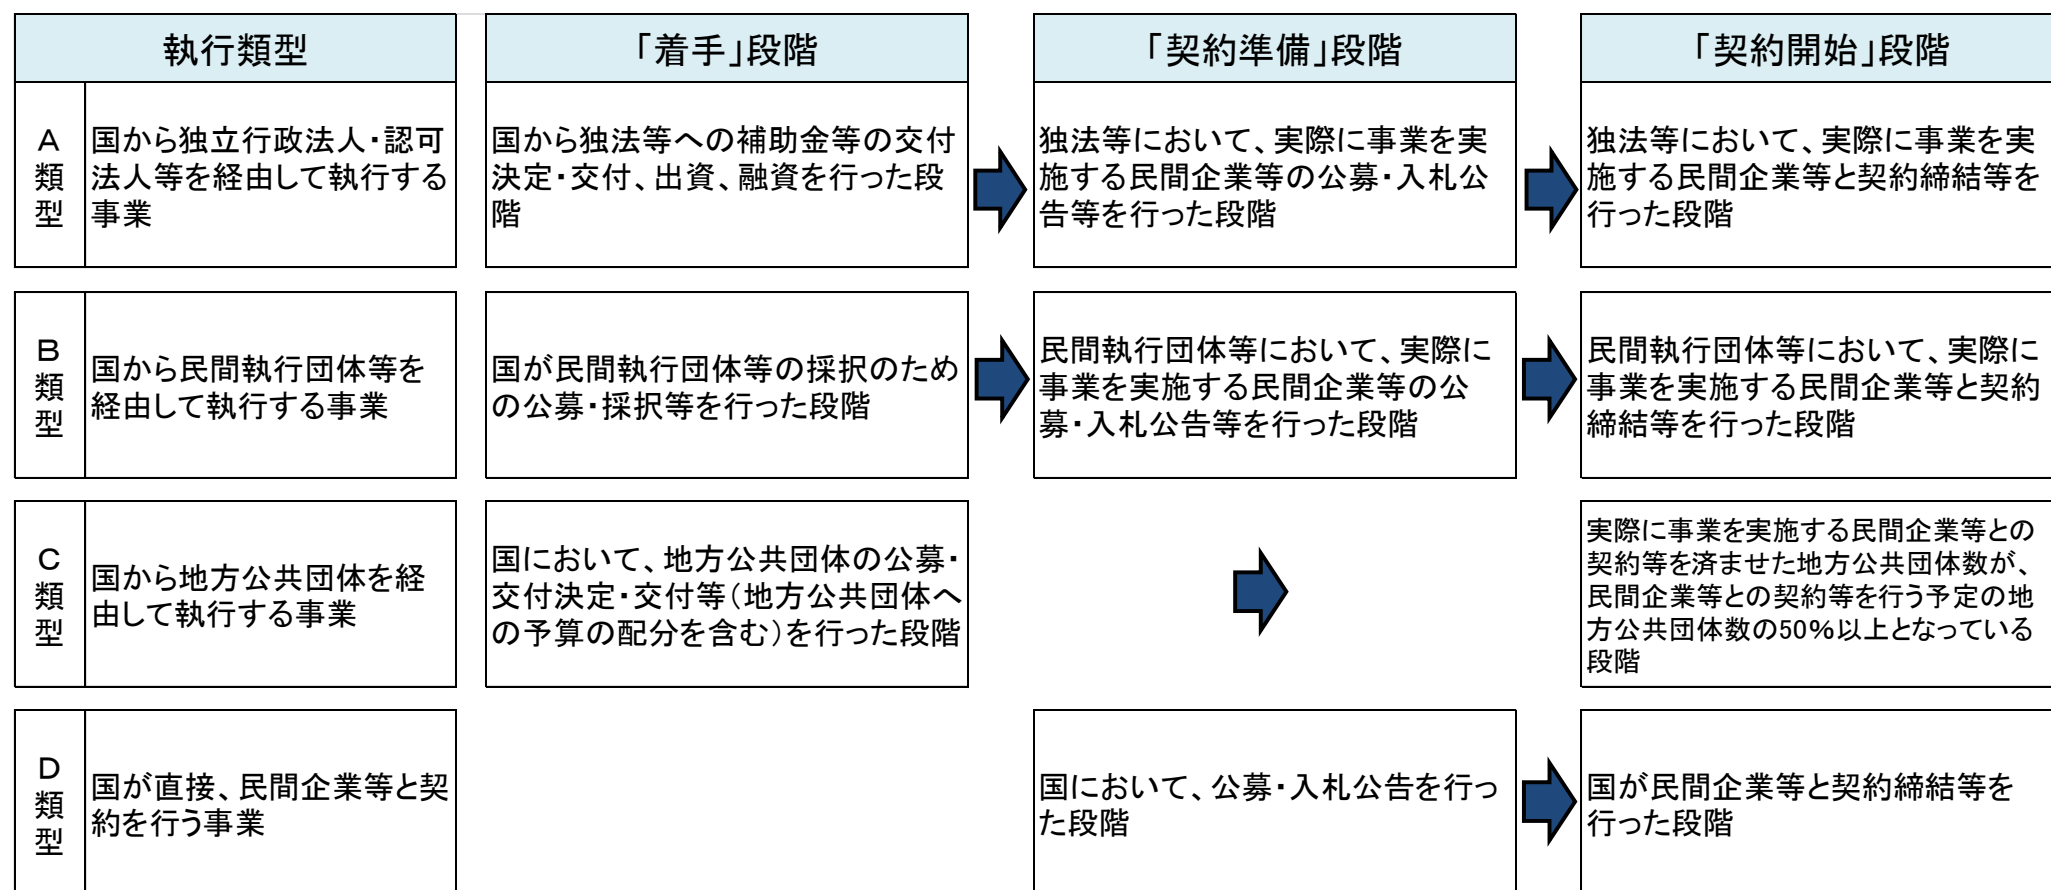 執行類型
「着手」段階
「契約準備」段階
「契約開始」段階
A
類
型
国から独立行政法人・認可
法人等を経由して執行する
事業
国から独法等への補助金等の交付
決定・交付、出資、融資を行った段
階
独法等において、実際に事業を実
施する民間企業等の公募・入札公
告等を行った段階
独法等において、実際に事業を実
施する民間企業等と契約締結等を
行った段階
B
類
型
国から民間執行団体等を
経由して執行する事業
国が民間執行団体等の採択のため
の公募・採択等を行った段階
民間執行団体等において、実際に
事業を実施する民間企業等の公
募・入札公告等を行った段階
民間執行団体等において、実際に
事業を実施する民間企業等と契約
締結等を行った段階
C
類
型
国から地方公共団体を経
由して執行する事業
国において、地方公共団体の公募・
交付決定・交付等(地方公共団体へ
の予算の配分を含む)を行った段階
実際に事業を実施する民間企業等との
契約等を済ませた地方公共団体数が、
民間企業等との契約等を行う予定の地
方公共団体数の50%以上となっている
段階
D
類
型
国が直接、民間企業等と契
約を行う事業
国において、公募・入札公告を行っ
た段階
国が民間企業等と契約締結等を
行った段階